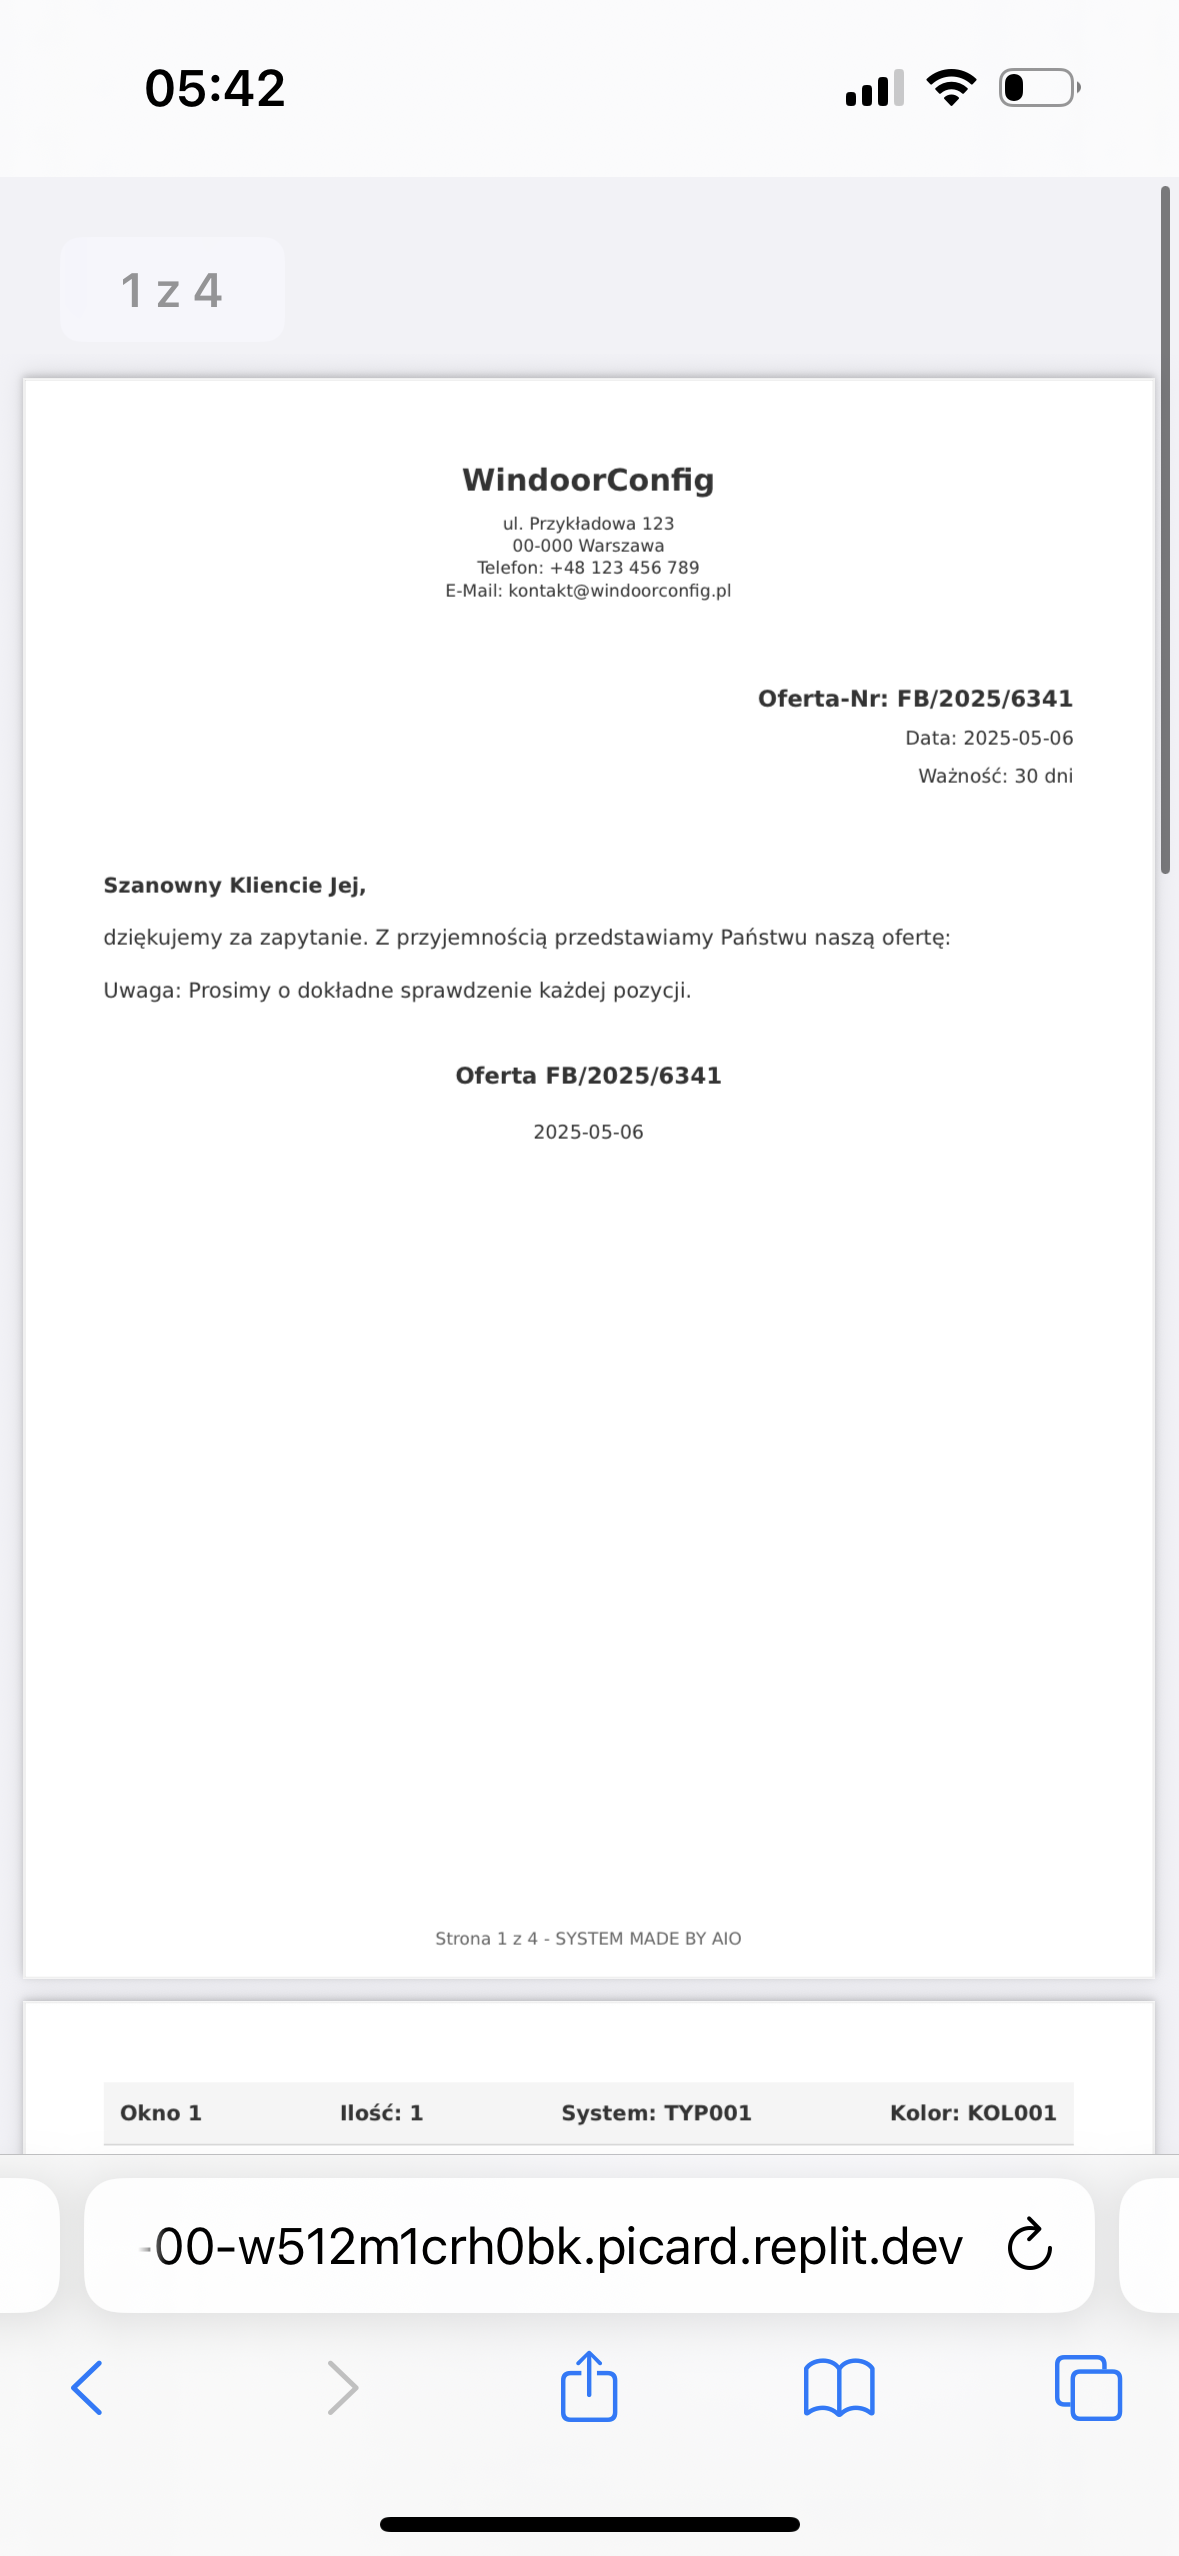 05:42
1 z 4
WindoorConfig
ul. Przykładowa 123
00-000 Warszawa
Telefon: +48 123 456 789
E-Mail: kontakt@windoorconfig.pl
Oferta-Nr: FB/2025/6341
Data: 2025-05-06
Ważność: 30 dni
Szanowny Kliencie Jej,
dziękujemy za zapytanie. Z przyjemnością przedstawiamy Państwu naszą ofertę:
Uwaga: Prosimy o dokładne sprawdzenie każdej pozycji.
Oferta FB/2025/6341
2025-05-06
Strona 1 z 4 - SYSTEM MADE BY AIO
Okno 1 Ilość: 1 System: TYP001 Kolor: KOL001
-00-w512m1crh0bk.picard.replit.dev